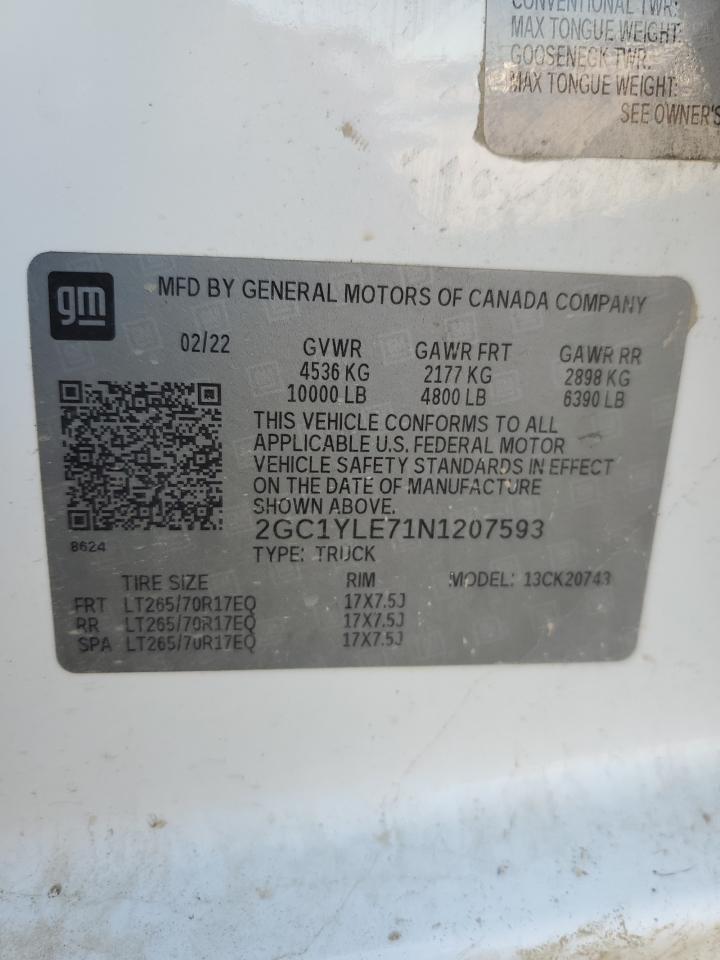 CONVENTIONAL TWR:
MAX TONGUE WEIGHT:
GOOSENECK TWR:
MAX TONGUE WEIGHT:
SEE OWNER'S
gm
MFD BY GENERAL MOTORS OF CANADA COMPANY
02/22 GVWR GAWR FRT GAWR RR
4536 KG 2177 KG 2898 KG
10000 LB 4800 LB 6390 LB
THIS VEHICLE CONFORMS TO ALL
APPLICABLE U.S. FEDERAL MOTOR
VEHICLE SAFETY STANDARDS IN EFFECT
ON THE DATE OF MANUFACTURE
SHOWN ABOVE.
2GC1YLE71N1207593
8624 TYPE: TRUCK
TIRE SIZE RIM MODEL: 13CK20743
FRT LT265/70R17EQ 17X7.5J
RR LT265/70R17EQ 17X7.5J
SPA LT265/70R17EQ 17X7.5J